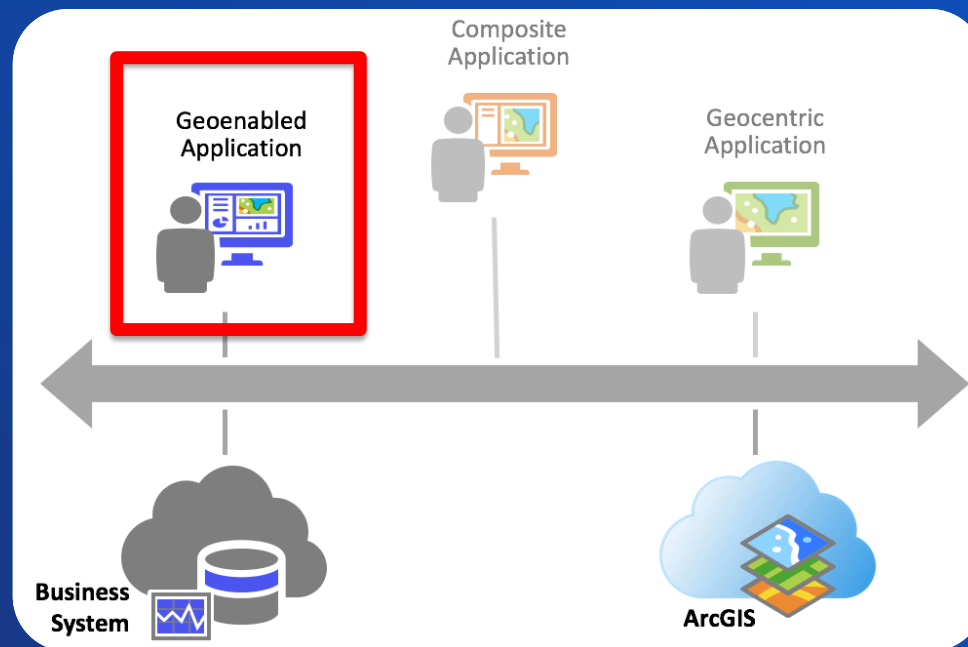 Composite
Application
Geoenabled
Application
Geocentric
Application
Business
System
ArcGIS